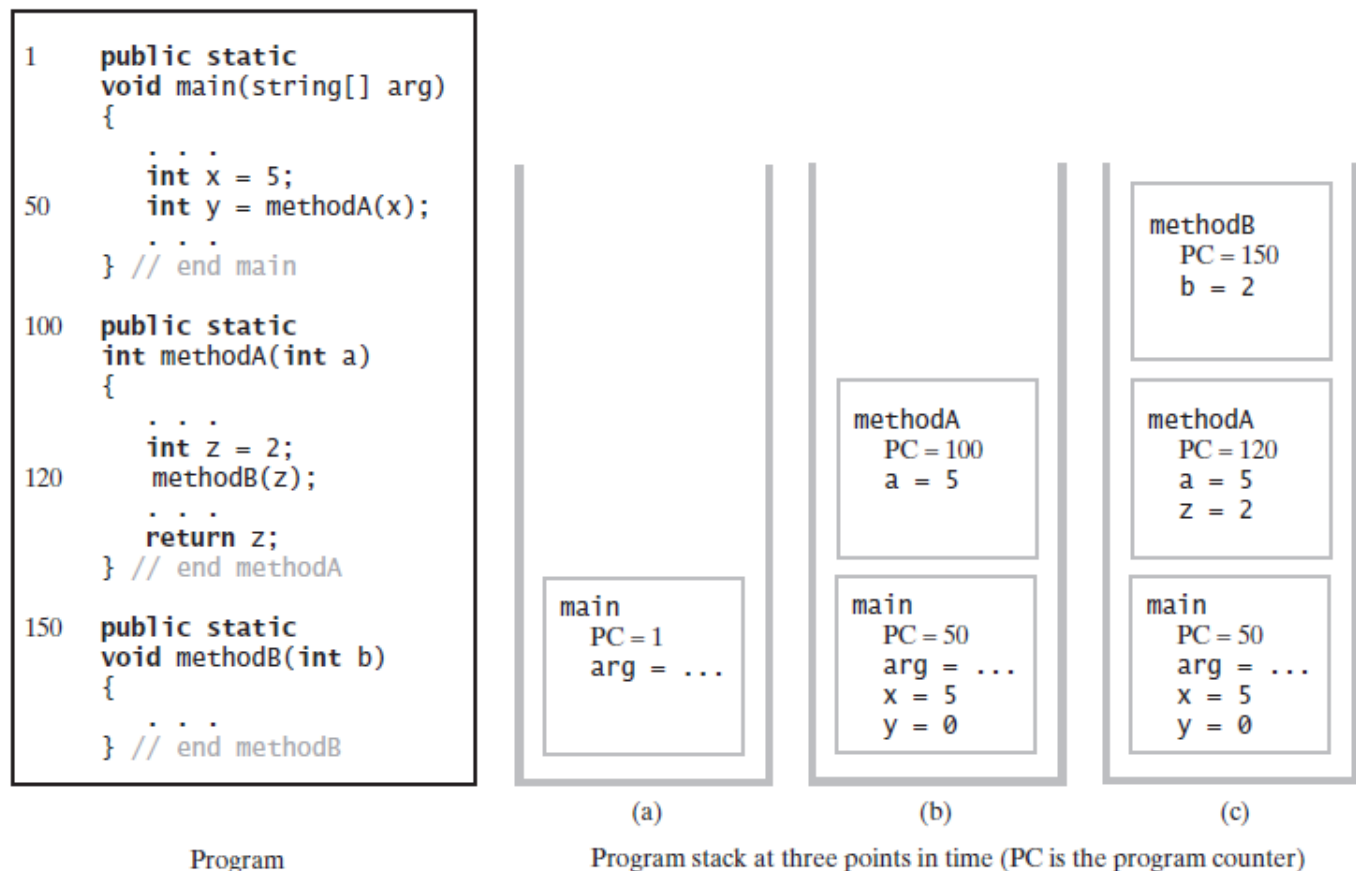 1 public static
void main(string[] arg)
{
. . .
int x = 5;
50 int y = methodA(x);
. . .
} // end main
100 public static
int methodA(int a)
{
. . .
int z = 2;
120 methodB(z);
. . .
return z;
} // end methodA
150 public static
void methodB(int b)
{
. . .
} // end methodB
Program
main
PC = 1
arg = ...
(a)
methodA
PC = 100
a = 5
main
PC = 50
arg = ...
x = 5
y = 0
(b)
methodB
PC = 150
b = 2
methodA
PC = 120
a = 5
z = 2
main
PC = 50
arg = ...
x = 5
y = 0
(c)
Program stack at three points in time (PC is the program counter)